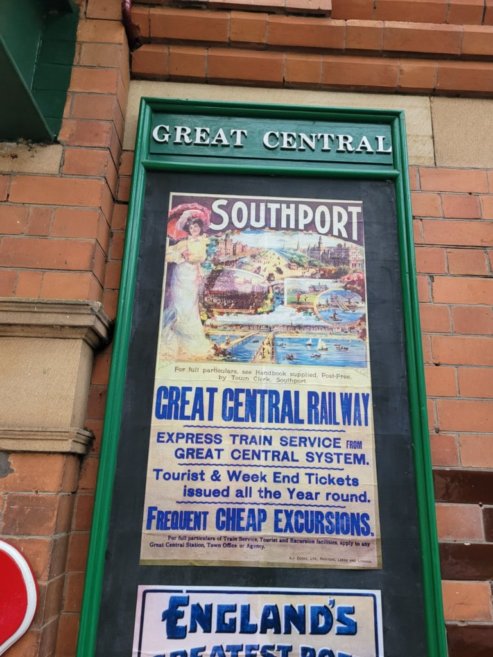 GREAT CENTRAL
SOUTHPORT
For full particulars, see Handbook supplied, Post-Free,
by Town Clerk, Southport
GREAT CENTRAL RAILWAY
EXPRESS TRAIN SERVICE FROM
GREAT CENTRAL SYSTEM.
Tourist & Week End Tickets
issued all the Year round.
FREQUENT CHEAP EXCURSIONS.
For full particulars of Train Service, Tourist and Excursion facilities, apply to any
Great Central Station, Town Office, or Agency.
ENGLAND'S
GREATEST